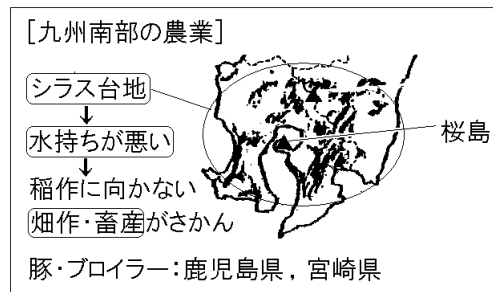 [九州南部の農業]
シラス台地
↓
水持ちが悪い
↓
稲作に向かない
畑作・畜産がさかん
桜島
豚・ブロイラー:鹿児島県,宮崎県